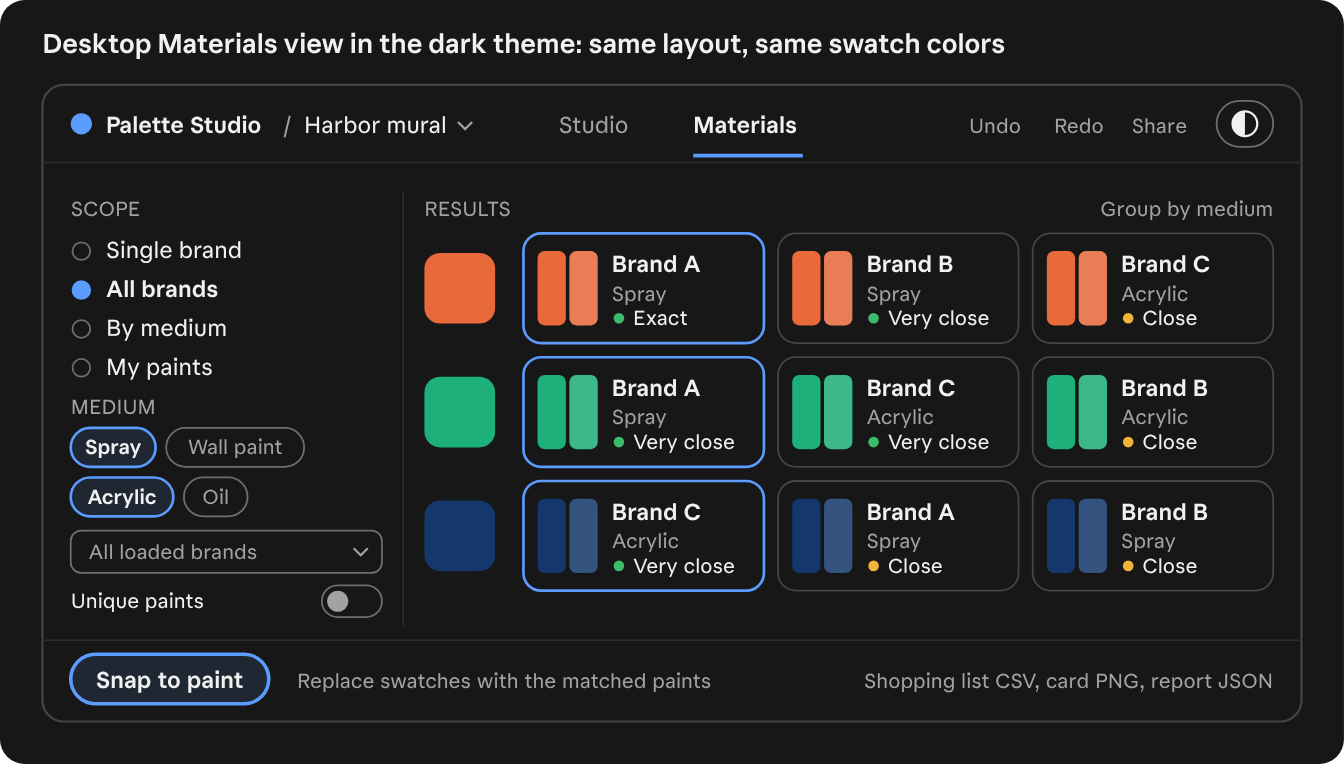 Desktop Materials view in the dark theme: same layout, same swatch colors
Palette Studio / Harbor mural
Studio
Materials
Undo
Redo
Share
SCOPE
Single brand
All brands
By medium
My paints
MEDIUM
Spray
Wall paint
Acrylic
Oil
All loaded brands
Unique paints
RESULTS
Group by medium
Brand A
Spray
Exact
Brand B
Spray
Very close
Brand C
Acrylic
Close
Brand A
Spray
Very close
Brand C
Acrylic
Very close
Brand B
Acrylic
Close
Brand C
Acrylic
Very close
Brand A
Spray
Close
Brand B
Spray
Close
Snap to paint
Replace swatches with the matched paints
Shopping list CSV, card PNG, report JSON